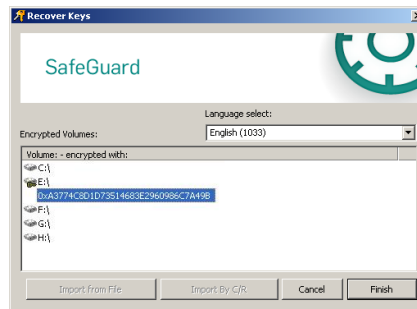 Recover Keys
SafeGuard
Language select:
Encrypted Volumes:
English (1033)
Volume: - encrypted with:
C:\
E:\
0xA3774C8D1D73514683E2960986C7A49B
F:\
G:\
H:\
Import from File
Import By C/R
Cancel
Finish